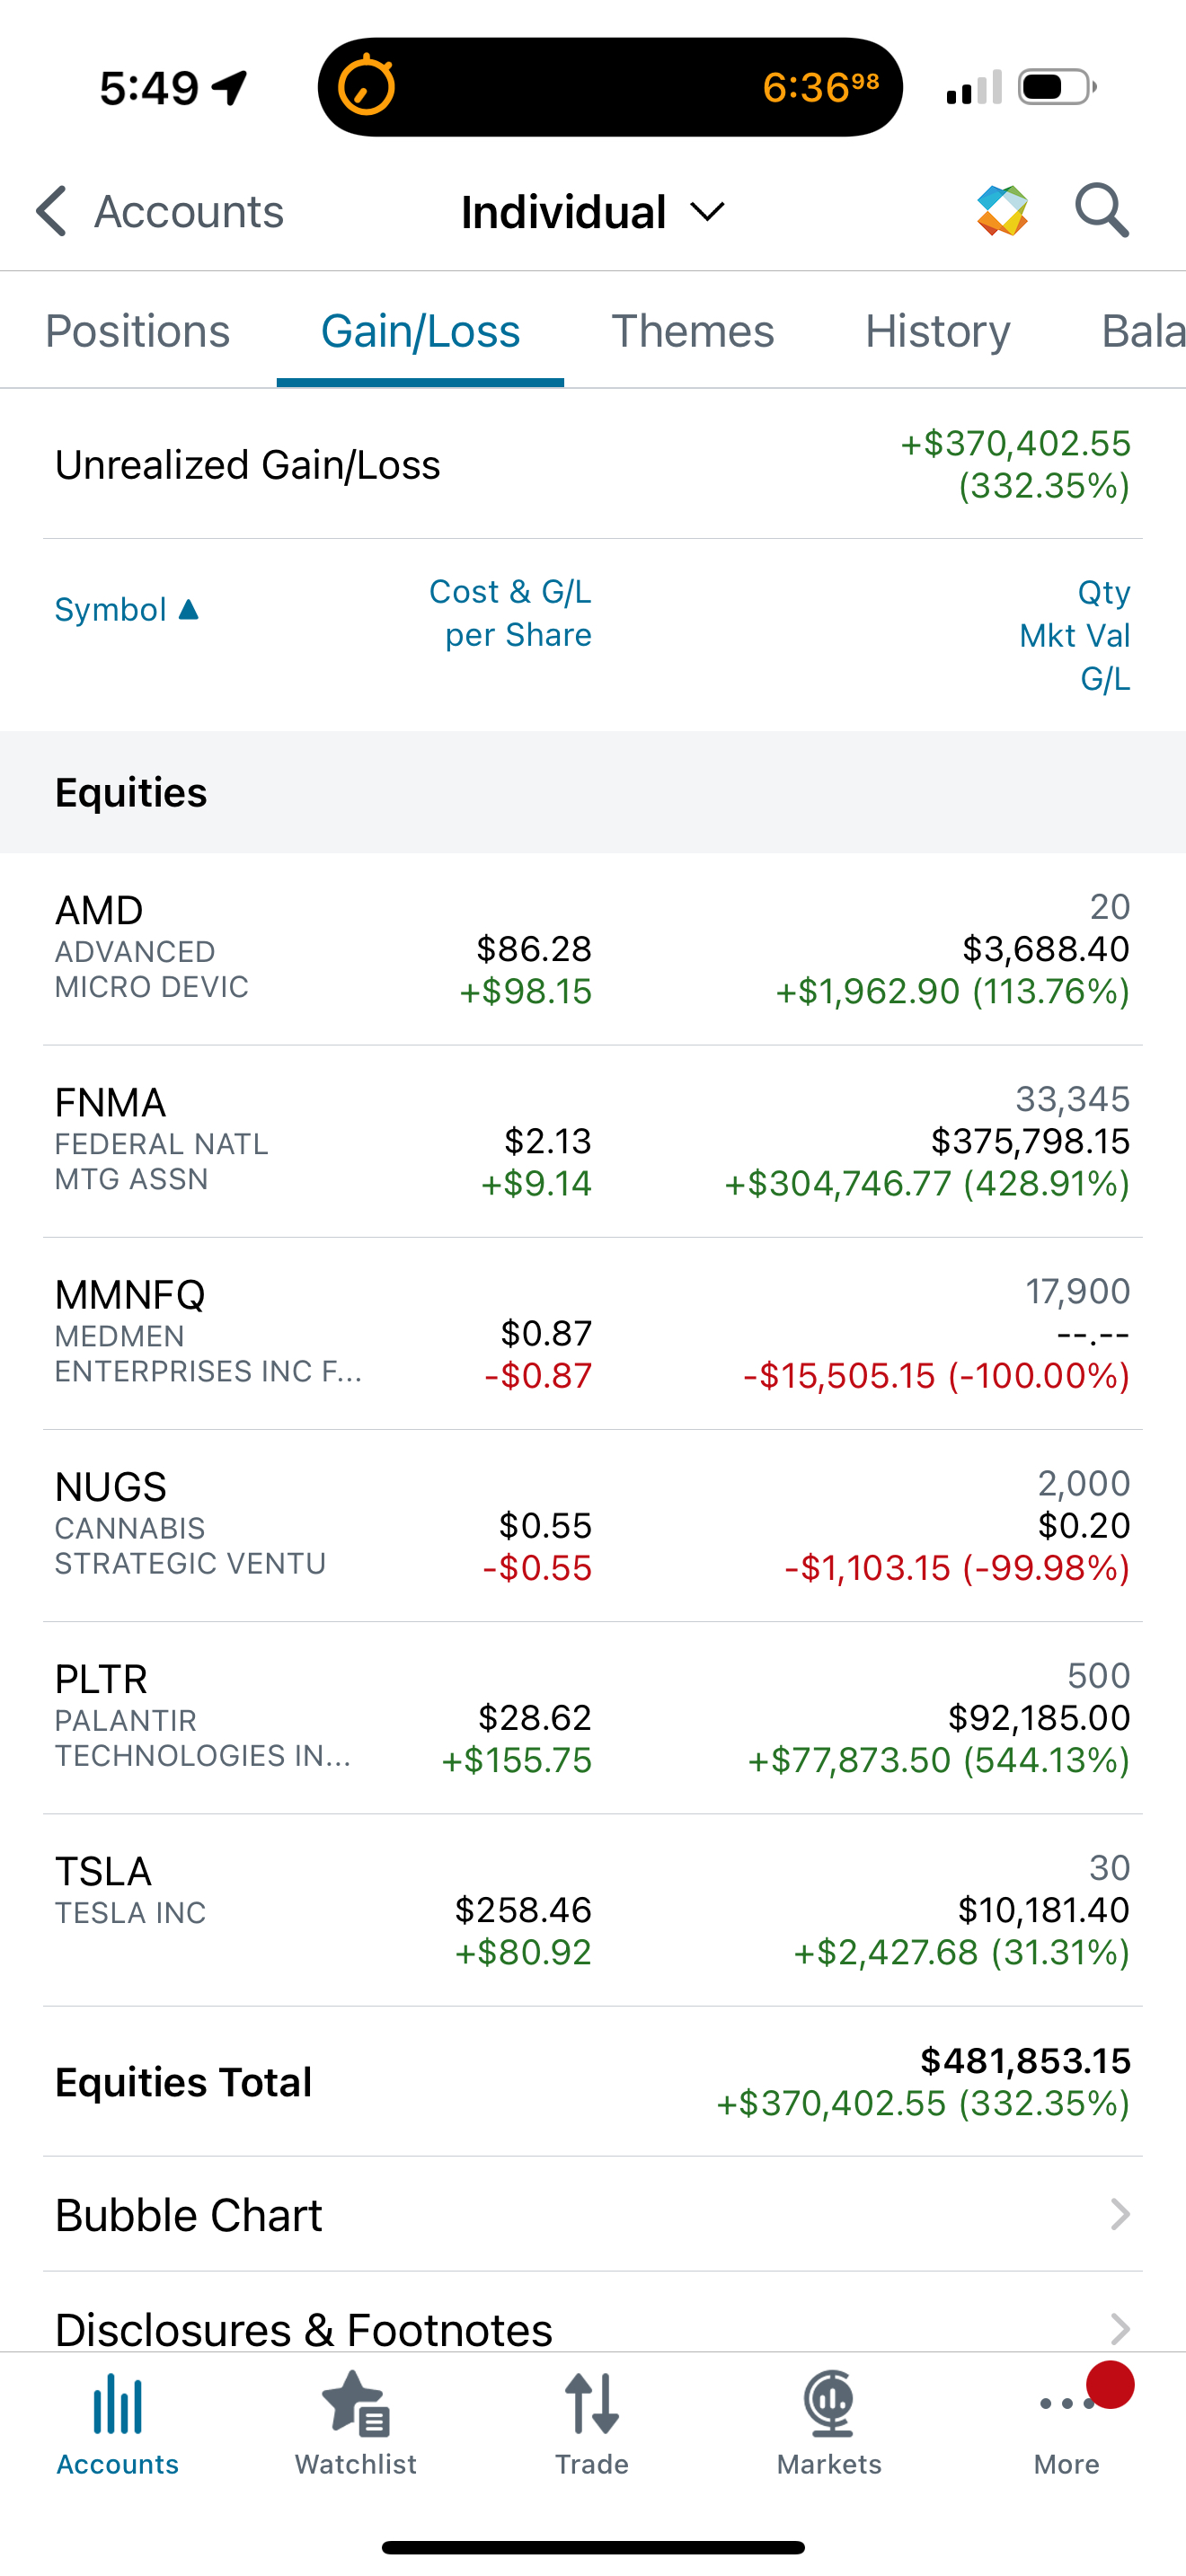 5:49
6:36 98
Accounts
Individual
Positions Gain/Loss Themes History Bala
Unrealized Gain/Loss
+$370,402.55
(332.35%)
Symbol ▲
Cost & G/L
per Share
Qty
Mkt Val
G/L
Equities
AMD
ADVANCED
MICRO DEVIC
$86.28
+$98.15
20
$3,688.40
+$1,962.90 (113.76%)
FNMA
FEDERAL NATL
MTG ASSN
$2.13
+$9.14
33,345
$375,798.15
+$304,746.77 (428.91%)
MMNFQ
MEDMEN
ENTERPRISES INC F...
$0.87
-$0.87
17,900
--.--
-$15,505.15 (-100.00%)
NUGS
CANNABIS
STRATEGIC VENTU
$0.55
-$0.55
2,000
$0.20
-$1,103.15 (-99.98%)
PLTR
PALANTIR
TECHNOLOGIES IN...
$28.62
+$155.75
500
$92,185.00
+$77,873.50 (544.13%)
TSLA
TESLA INC
$258.46
+$80.92
30
$10,181.40
+$2,427.68 (31.31%)
Equities Total
$481,853.15
+$370,402.55 (332.35%)
Bubble Chart
Disclosures & Footnotes
Accounts Watchlist Trade Markets More